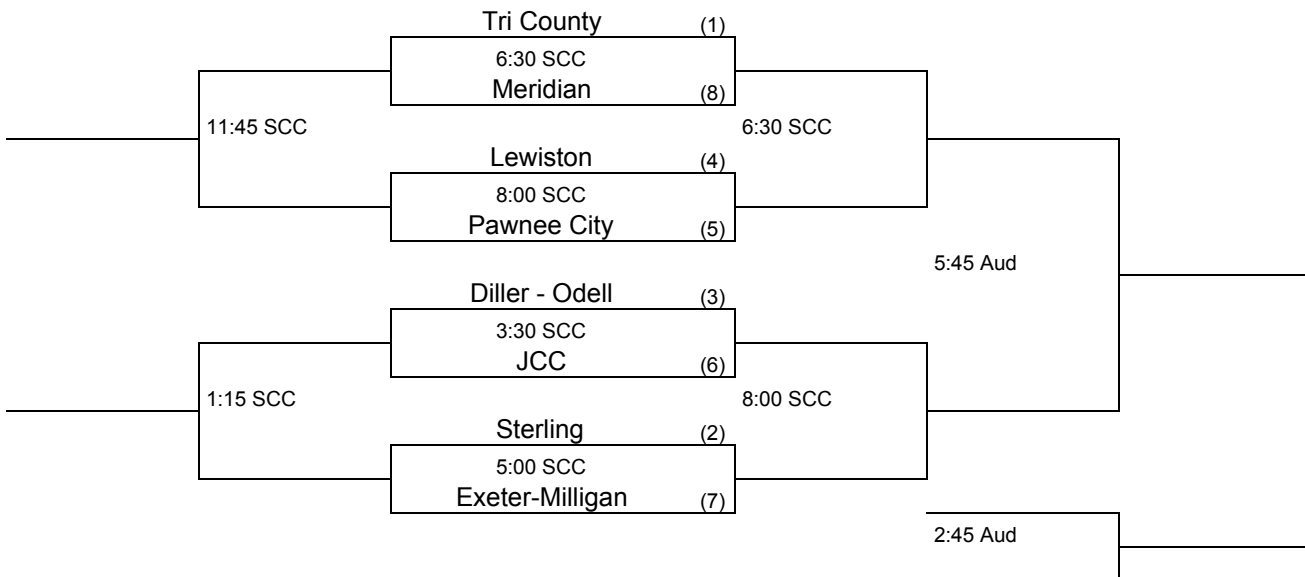 Tri County (1)
6:30 SCC
Meridian (8)
11:45 SCC
6:30 SCC
Lewiston (4)
8:00 SCC
Pawnee City (5)
5:45 Aud
Diller - Odell (3)
3:30 SCC
JCC (6)
1:15 SCC
8:00 SCC
Sterling (2)
5:00 SCC
Exeter-Milligan (7)
2:45 Aud